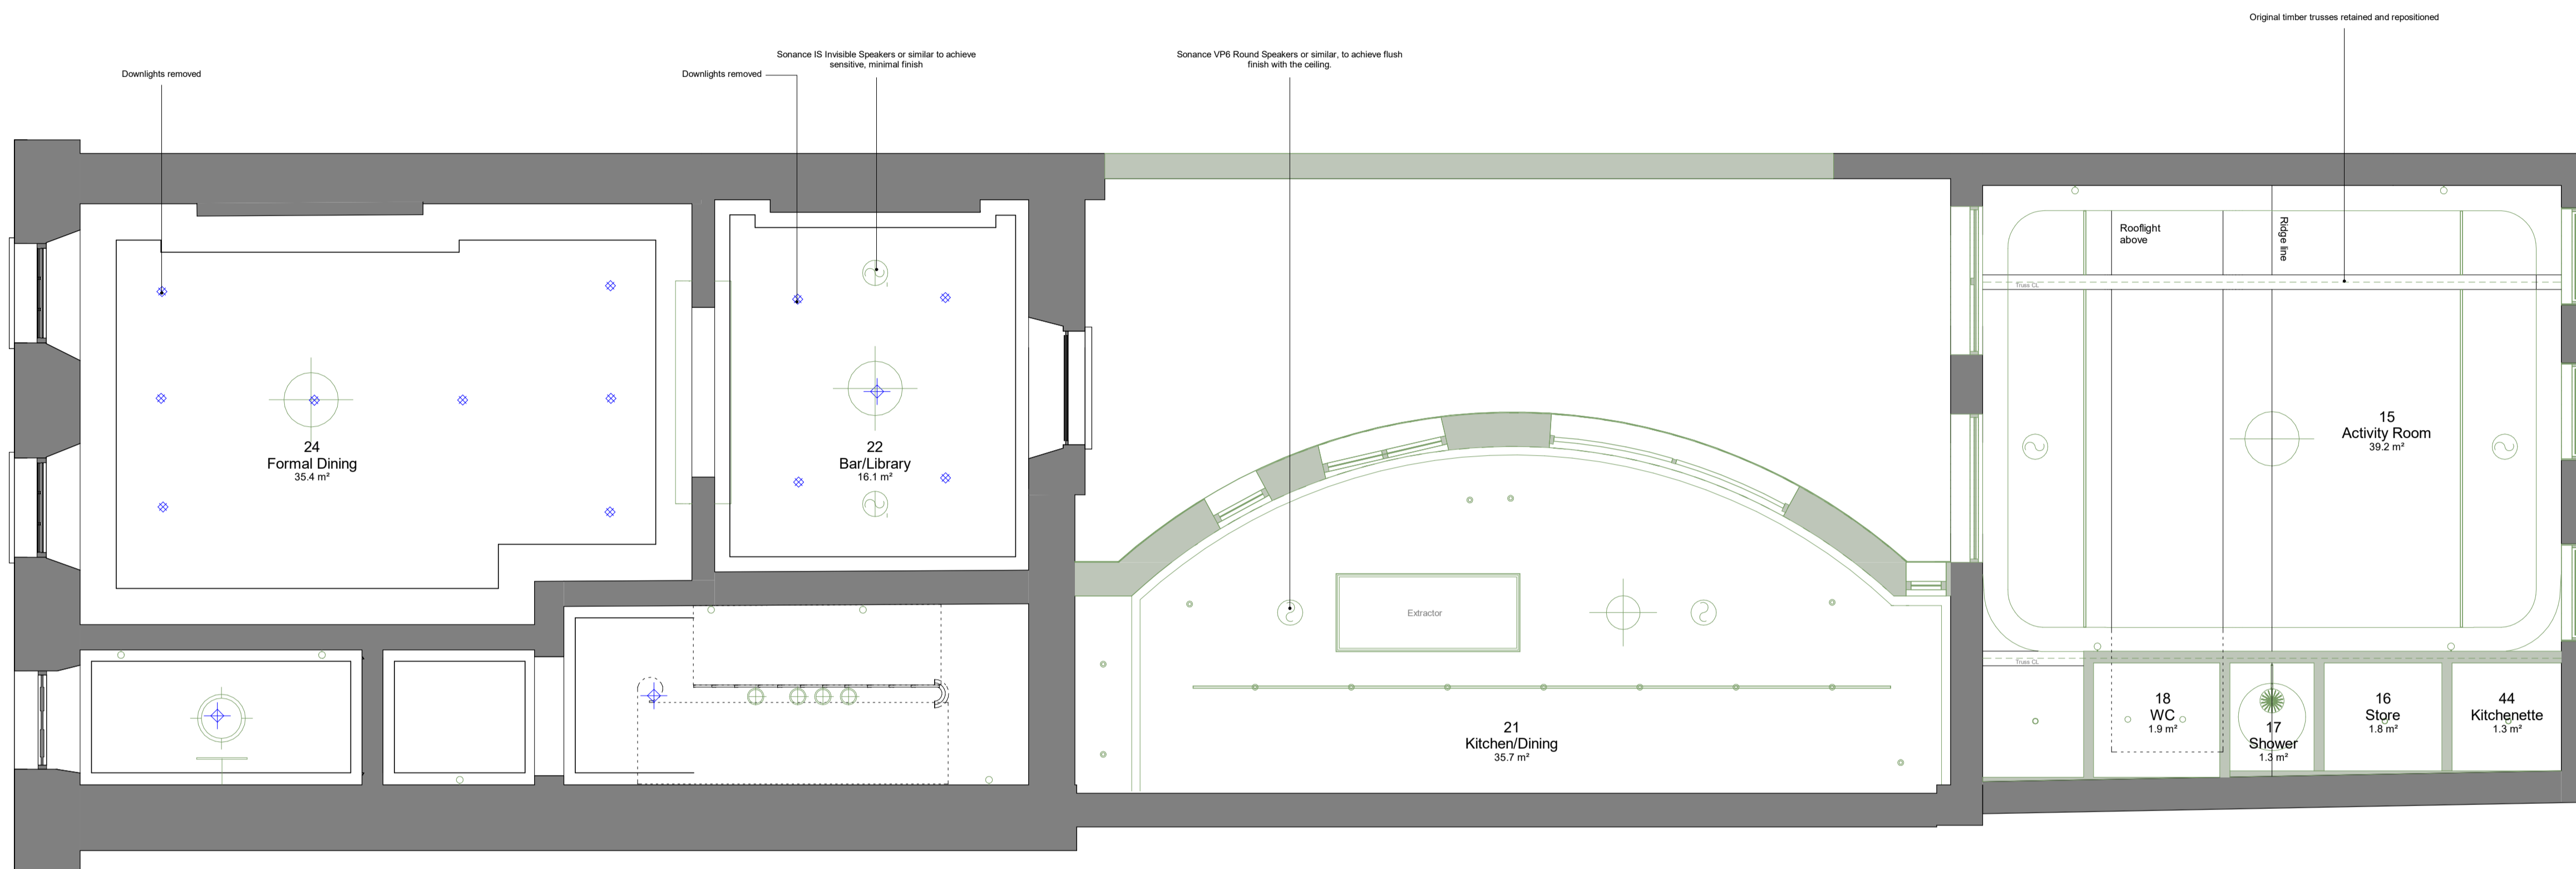 Original timber trusses retained and repositioned
Sonance IS Invisible Speakers or similar to achieve
sensitive, minimal finish
Sonance VP6 Round Speakers or similar, to achieve flush
finish with the ceiling.
Downlights removed
Downlights removed
Rooflight
above
Ridge line
Truss CL
24
Formal Dining
35.4 m²
22
Bar/Library
16.1 m²
15
Activity Room
39.2 m²
Extractor
Truss CL
21
Kitchen/Dining
35.7 m²
18
WC
1.9 m²
17
Shower
1.3 m²
16
Store
1.8 m²
44
Kitchenette
1.3 m²